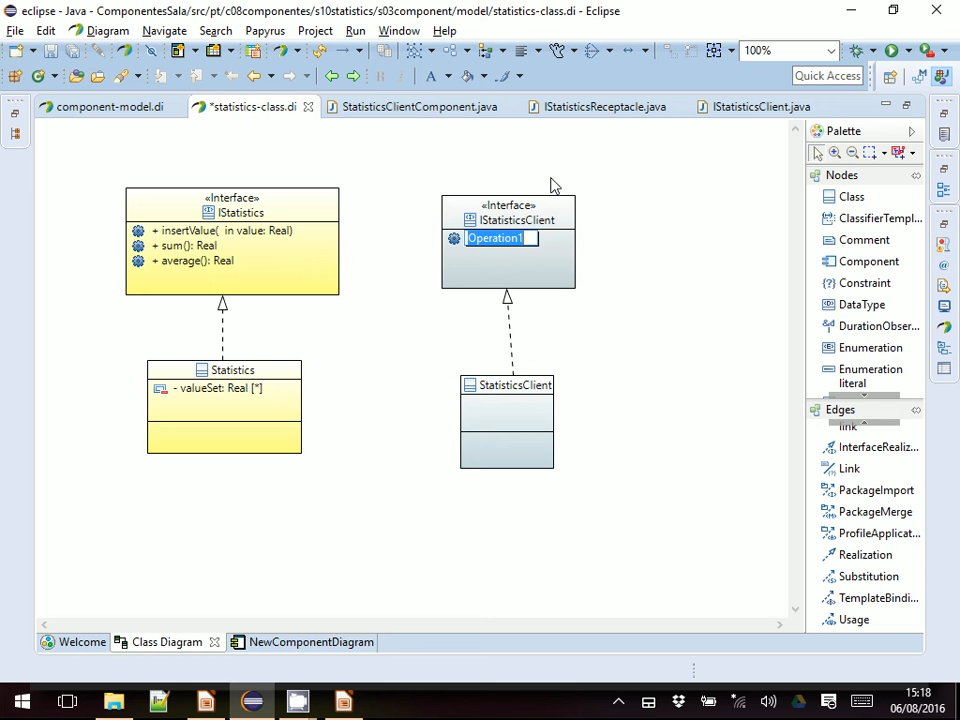 eclipse - Java - ComponentesSala/src/pt/c08componentes/s10statistics/s03component/model/statistics-class.di - Eclipse
File Edit Diagram Navigate Search Papyrus Project Run Window Help
100%
Quick Access
component-model.di *statistics-class.di StatisticsClientComponent.java IStatisticsReceptacle.java IStatisticsClient.java
«Interface»
IStatistics
+ insertValue( in value: Real)
+ sum(): Real
+ average(): Real
Statistics
- valueSet: Real [*]
«Interface»
IStatisticsClient
Operation1
StatisticsClient
Palette
Nodes
Class
ClassifierTempl...
Comment
Component
Constraint
DataType
DurationObser...
Enumeration
Enumeration
literal
Edges
link
InterfaceRealiz...
Link
PackageImport
PackageMerge
ProfileApplicat...
Realization
Substitution
TemplateBindi...
Usage
Welcome Class Diagram NewComponentDiagram
15:18
06/08/2016